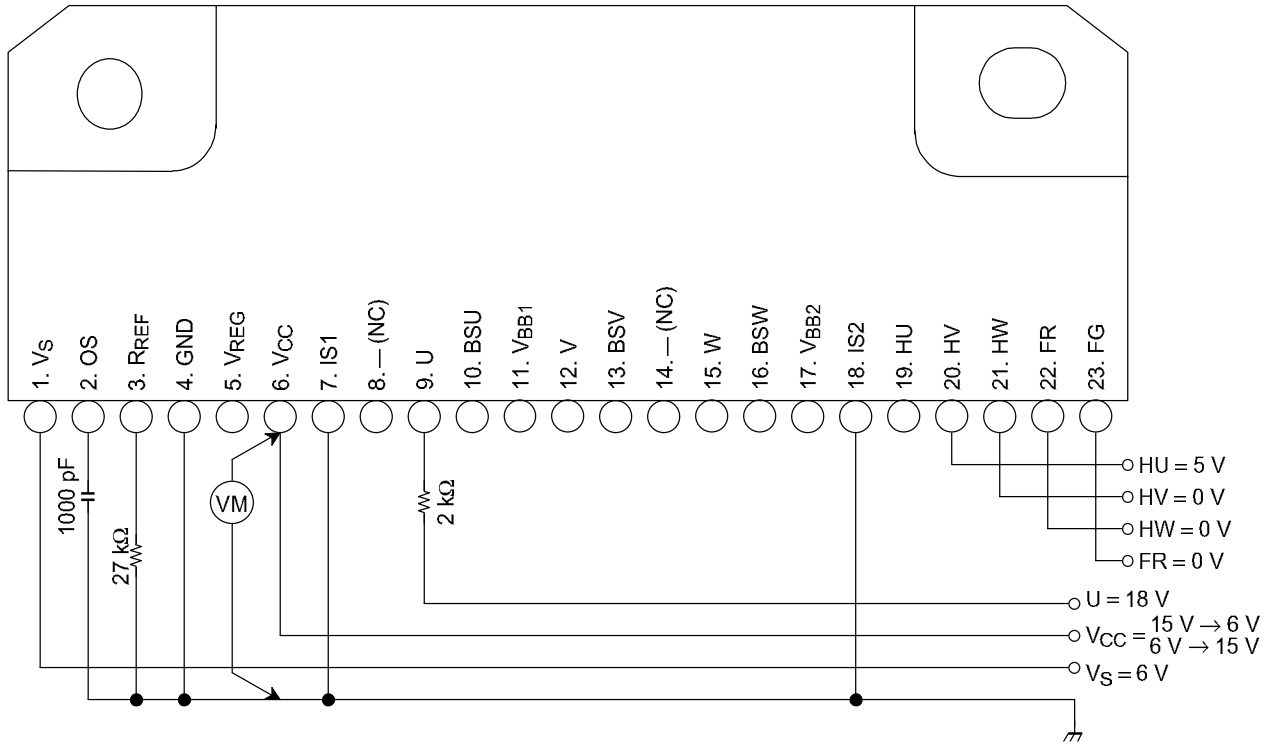 1. VS
2. OS
3. RREF
4. GND
5. VREG
6. VCC
7. IS1
8. — (NC)
9. U
10. BSU
11. VBB1
12. V
13. BSV
14. — (NC)
15. W
16. BSW
17. VBB2
18. IS2
19. HU
20. HV
21. HW
22. FR
23. FG
1000 pF
27 kΩ
VM
2 kΩ
HU = 5 V
HV = 0 V
HW = 0 V
FR = 0 V
U = 18 V
VCC = 15 V → 6 V
6 V → 15 V
VS = 6 V